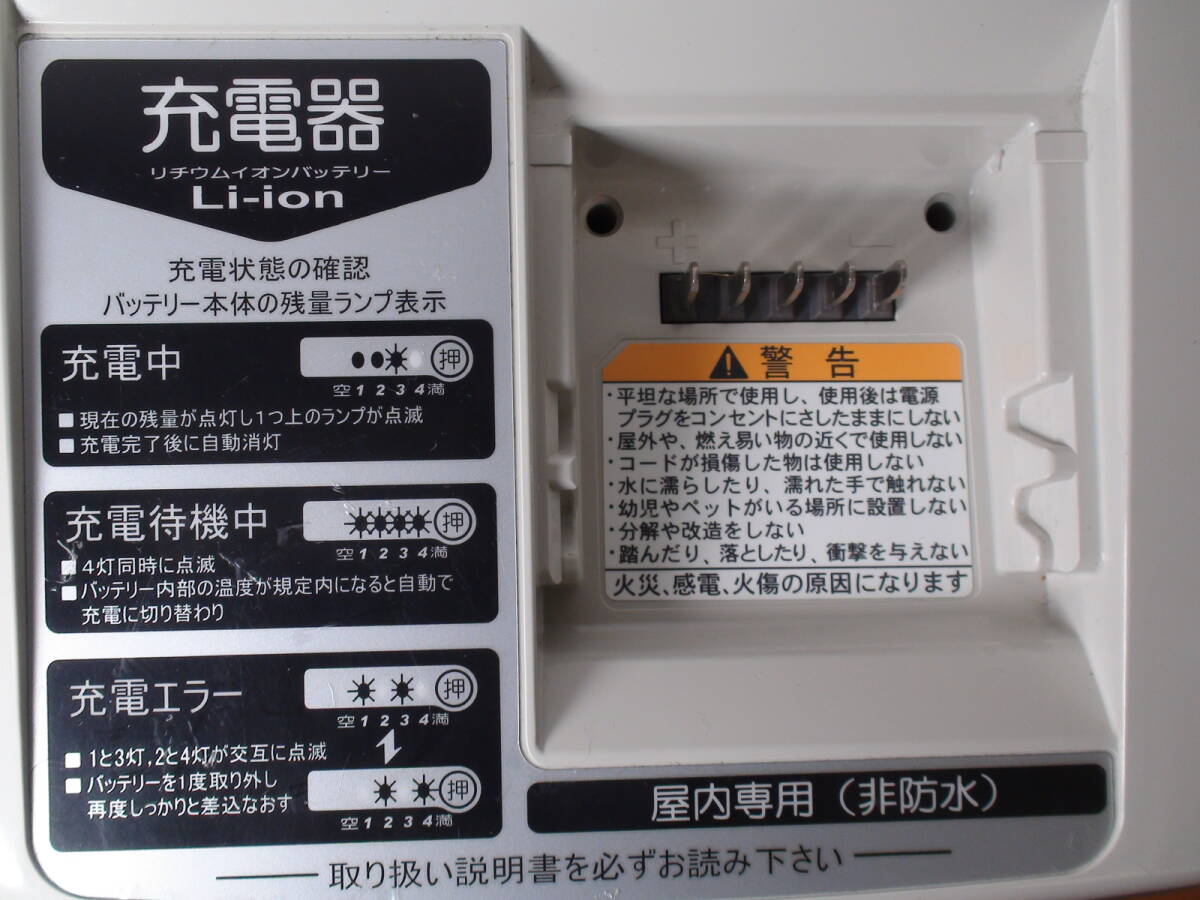 充電器
リチウムイオンバッテリー
Li-ion
充電状態の確認
バッテリー本体の残量ランプ表示
充電中
押
空1 2 3 4満
■現在の残量が点灯し1つ上のランプが点滅
■充電完了後に自動消灯
充電待機中
押
空1 2 3 4満
■4灯同時に点滅
■バッテリー内部の温度が規定内になると自動で
充電に切り替わり
充電エラー
押
空1 2 3 4満
■1と3灯,2と4灯が交互に点滅
■バッテリーを1度取り外し
再度しっかりと差込なおす
押
空1 2 3 4満
取り扱い説明書を必ずお読み下さい
+ −
警告
・平坦な場所で使用し、使用後は電源
プラグをコンセントにさしたままにしない
・屋外や、燃え易い物の近くで使用しない
・コードが損傷した物は使用しない
・水に濡らしたり、濡れた手で触れない
・幼児やペットがいる場所に設置しない
・分解や改造をしない
・踏んだり、落としたり、衝撃を与えない
火災、感電、火傷の原因になります
屋内専用（非防水）